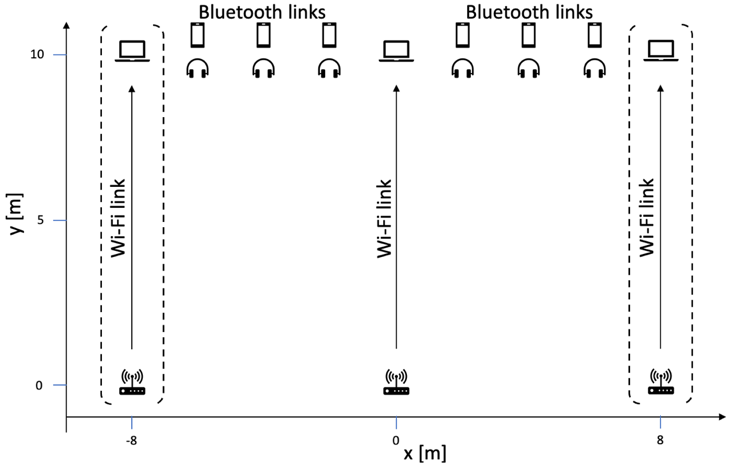 Bluetooth links
Bluetooth links
10
Wi-Fi link
Wi-Fi link
Wi-Fi link
y [m]
5
0
-8
0
8
x [m]